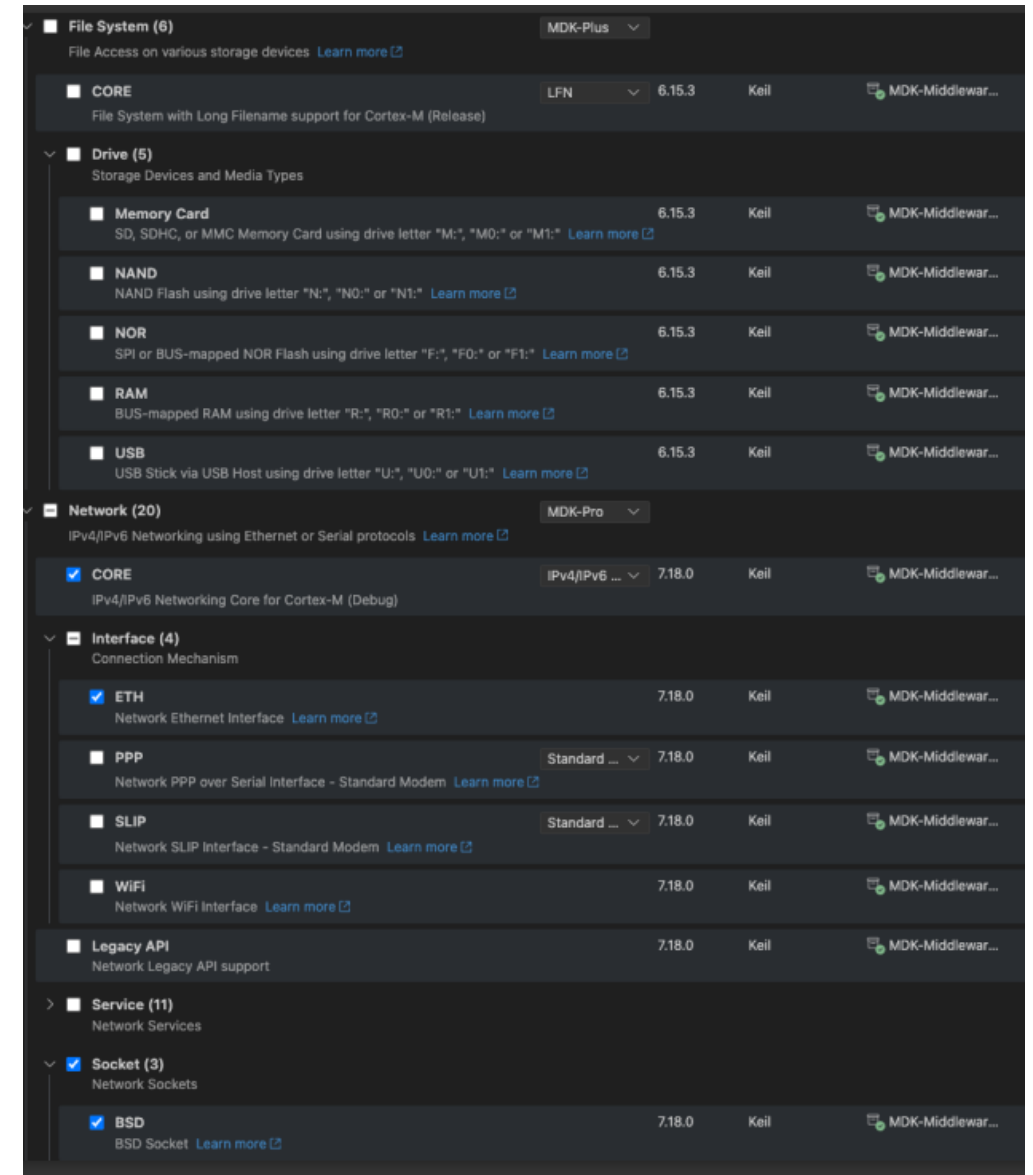 File System (6) MDK-Plus
File Access on various storage devices Learn more
CORE LFN 6.15.3 Keil MDK-Middlewar...
File System with Long Filename support for Cortex-M (Release)
Drive (5)
Storage Devices and Media Types
Memory Card 6.15.3 Keil MDK-Middlewar...
SD, SDHC, or MMC Memory Card using drive letter "M:", "M0:" or "M1:" Learn more
NAND 6.15.3 Keil MDK-Middlewar...
NAND Flash using drive letter "N:", "N0:" or "N1:" Learn more
NOR 6.15.3 Keil MDK-Middlewar...
SPI or BUS-mapped NOR Flash using drive letter "F:", "F0:" or "F1:" Learn more
RAM 6.15.3 Keil MDK-Middlewar...
BUS-mapped RAM using drive letter "R:", "R0:" or "R1:" Learn more
USB 6.15.3 Keil MDK-Middlewar...
USB Stick via USB Host using drive letter "U:", "U0:" or "U1:" Learn more
Network (20) MDK-Pro
IPv4/IPv6 Networking using Ethernet or Serial protocols Learn more
CORE IPv4/IPv6 ... 7.18.0 Keil MDK-Middlewar...
IPv4/IPv6 Networking Core for Cortex-M (Debug)
Interface (4)
Connection Mechanism
ETH 7.18.0 Keil MDK-Middlewar...
Network Ethernet Interface Learn more
PPP Standard ... 7.18.0 Keil MDK-Middlewar...
Network PPP over Serial Interface - Standard Modem Learn more
SLIP Standard ... 7.18.0 Keil MDK-Middlewar...
Network SLIP Interface - Standard Modem Learn more
WiFi 7.18.0 Keil MDK-Middlewar...
Network WiFi Interface Learn more
Legacy API 7.18.0 Keil MDK-Middlewar...
Network Legacy API support
Service (11)
Network Services
Socket (3)
Network Sockets
BSD 7.18.0 Keil MDK-Middlewar...
BSD Socket Learn more